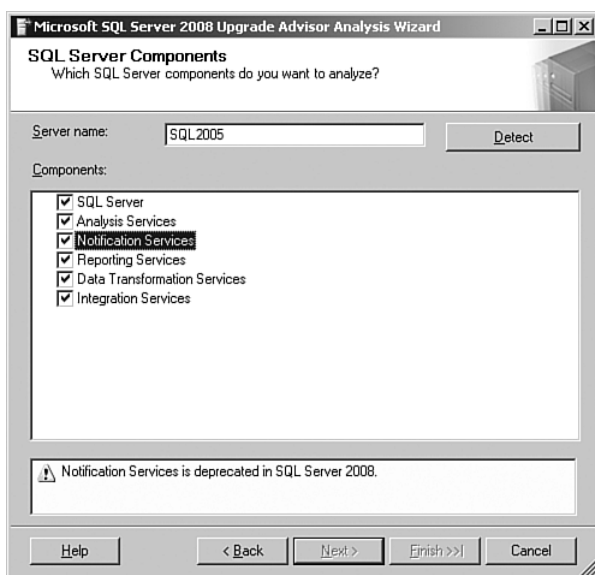 Microsoft SQL Server 2008 Upgrade Advisor Analysis Wizard
SQL Server Components
Which SQL Server components do you want to analyze?
Server name:
SQL2005
Detect
Components:
SQL Server
Analysis Services
Notification Services
Reporting Services
Data Transformation Services
Integration Services
Notification Services is deprecated in SQL Server 2008.
Help
< Back
Next >
Finish >>|
Cancel